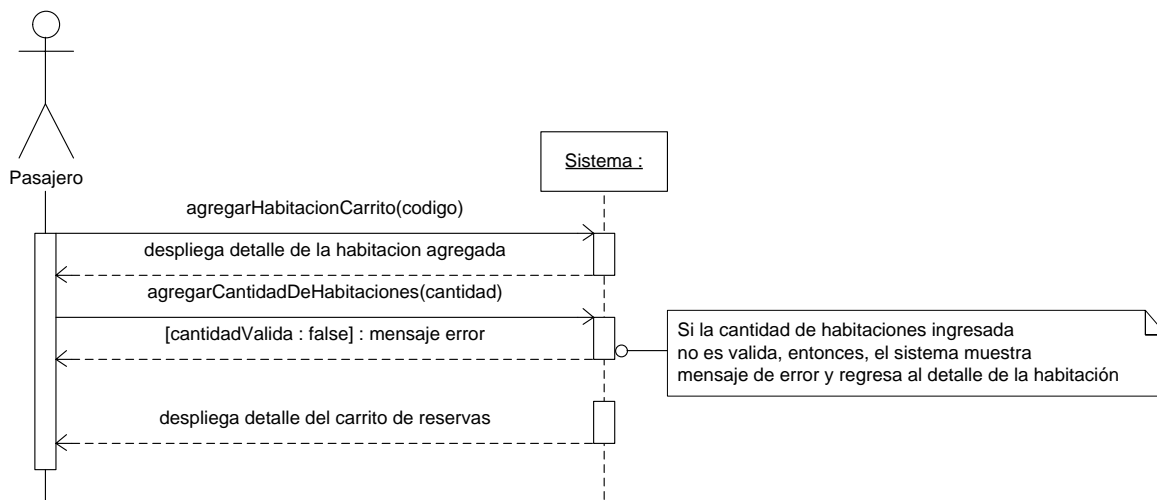 Pasajero
Sistema :
agregarHabitacionCarrito(codigo)
despliega detalle de la habitacion agregada
agregarCantidadDeHabitaciones(cantidad)
[cantidadValida : false] : mensaje error
Si la cantidad de habitaciones ingresada
no es valida, entonces, el sistema muestra
mensaje de error y regresa al detalle de la habitación
despliega detalle del carrito de reservas